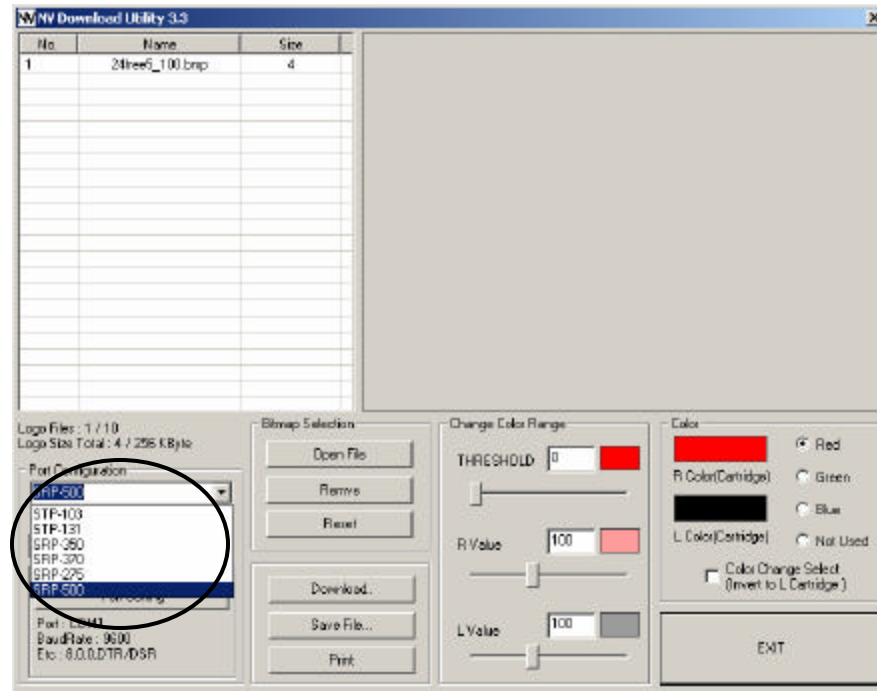 NV Download Utility 3.3
No. Name Size
1 24tree5_100.bmp 4
Logo Files : 1 / 10
Logo Size Total : 4 / 256 KByte
Port Configuration
SRP-500
STP-103
STP-131
SRP-350
SRP-370
SRP-275
SRP-500
Port : COM1
BaudRate : 9600
Etc : 8.0.0.DTR/DSR
Bitmap Selection
Open File
Remve
Reset
Download..
Save File...
Print
Change Color Range
THRESHOLD 0
R Value 100
L Value 100
Color
R Color(Cartridge)
L Color(Cartridge)
Red
Green
Blue
Not Used
Color Change Select
(Invert to L Cartridge )
EXIT